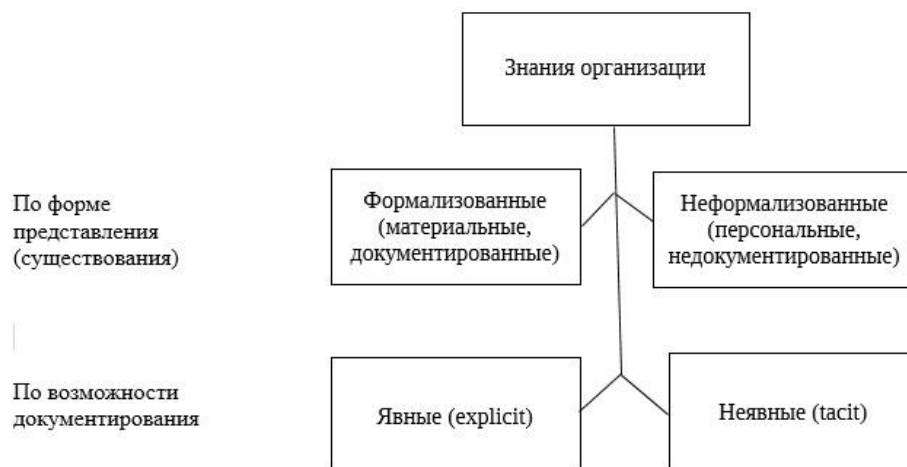 Знания организации
По форме
представления
(существования)
Формализованные
(материальные,
документированные)
Неформализованные
(персональные,
недокументированные)
По возможности
документирования
Явные (explicit)
Неявные (tacit)